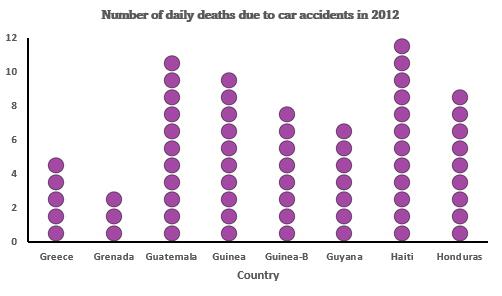 Number of daily deaths due to car accidents in 2012
12
10
8
6
4
2
0
Greece Grenada Guatemala Guinea Guinea-B Guyana Haiti Honduras
Country